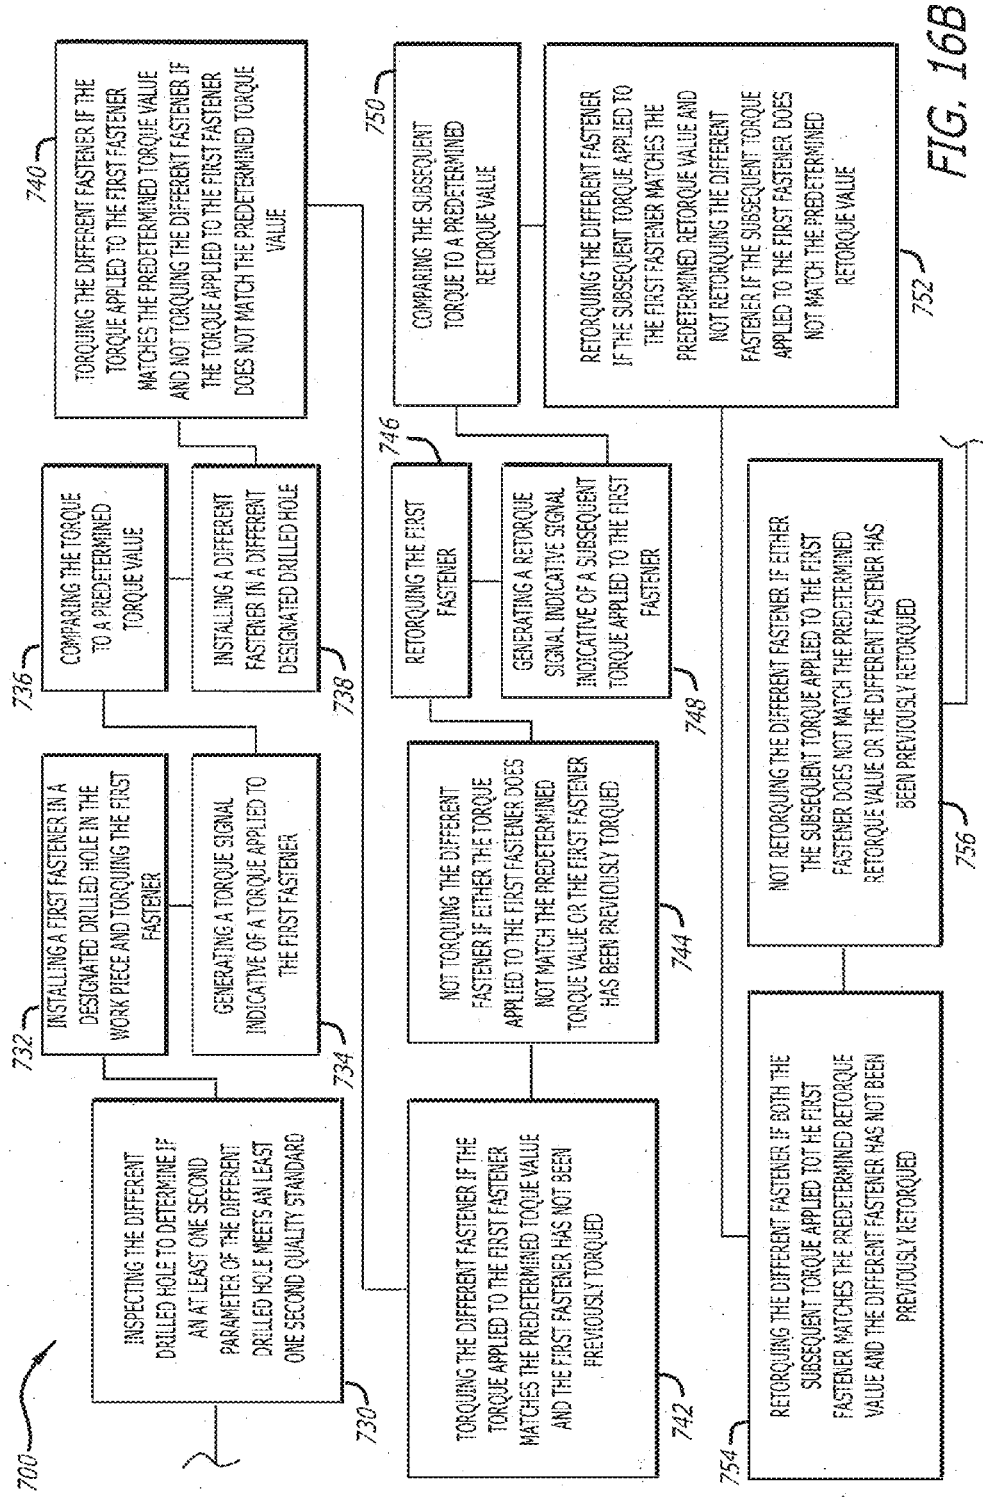 700
INSPECTING THE DIFFERENT
DRILLED HOLE TO DETERMINE IF
AN AT LEAST ONE SECOND
PARAMETER OF THE DIFFERENT
DRILLED HOLE MEETS AN LEAST
ONE SECOND QUALITY STANDARD
730
732
INSTALLING A FIRST FASTENER IN A
DESIGNATED DRILLED HOLE IN THE
WORK PIECE AND TORQUING THE FIRST
FASTENER
GENERATING A TORQUE SIGNAL
INDICATIVE OF A TORQUE APPLIED TO
THE FIRST FASTENER
734
736
COMPARING THE TORQUE
TO A PREDETERMINED
TORQUE VALUE
INSTALLING A DIFFERENT
FASTENER IN A DIFFERENT
DESIGNATED DRILLED HOLE
738
740
TORQUING THE DIFFERENT FASTENER IF THE
TORQUE APPLIED TO THE FIRST FASTENER
MATCHES THE PREDETERMINED TORQUE VALUE
AND NOT TORQUING THE DIFFERENT FASTENER IF
THE TORQUE APPLIED TO THE FIRST FASTENER
DOES NOT MATCH THE PREDETERMINED TORQUE
VALUE
TORQUING THE DIFFERENT FASTENER IF THE
TORQUE APPLIED TO THE FIRST FASTENER
MATCHES THE PREDETERMINED TOQUE VALUE
AND THE FIRST FASTENER HAS NOT BEEN
PREVIOUSLY TORQUED
742
NOT TORQUING THE DIFFERENT
FASTENER IF EITHER THE TORQUE
APPLIED TO THE FIRST FASTENER DOES
NOT MATCH THE PREDETERMINED
TORQUE VALUE OR THE FIRST FASTENER
HAS BEEN PREVIOUSLY TORQUED
744
746
RETORQUING THE FIRST
FASTENER
GENERATING A RETORQUE
SIGNAL INDICATIVE SIGNAL
INDICATIVE OF A SUBSEQUENT
TORQUE APPLIED TO THE FIRST
FASTENER
748
750
COMPARING THE SUBSEQUENT
TORQUE TO A PREDETERMINED
RETORQUE VALUE
RETORQUING THE DIFFERENT FASTENER
IF THE SUBSEQUENT TORQUE APPLIED TO
THE FIRST FASTENER MATCHES THE
PREDETERMINED RETORQUE VALUE AND
NOT RETORQUING THE DIFFERENT
FASTENER IF THE SUBSEQUENT TORQUE
APPLIED TO THE FIRST FASTENER DOES
NOT MATCH THE PREDETERMINED
RETORQUE VALUE
752
754
RETORQUING THE DIFFERENT FASTENER IF BOTH THE
SUBSEQUENT TORQUE APPLIED TOT HE FIRST
FASTENER MATCHES THE PREDETERMINED RETORQUE
VALUE AND THE DIFFERENT FASTENER HAS NOT BEEN
PREVIOUSLY RETORQUED
NOT RETORQUING THE DIFFERENT FASTENER IF EITHER
THE SUBSEQUENT TORQUE APPLIED TO THE FIRST
FASTENER DOES NOT MATCH THE PREDETERMINED
RETORQUE VALUE OR THE DIFFERENT FASTENER HAS
BEEN PREVIOUSLY RETORQUED
756
FIG. 16B